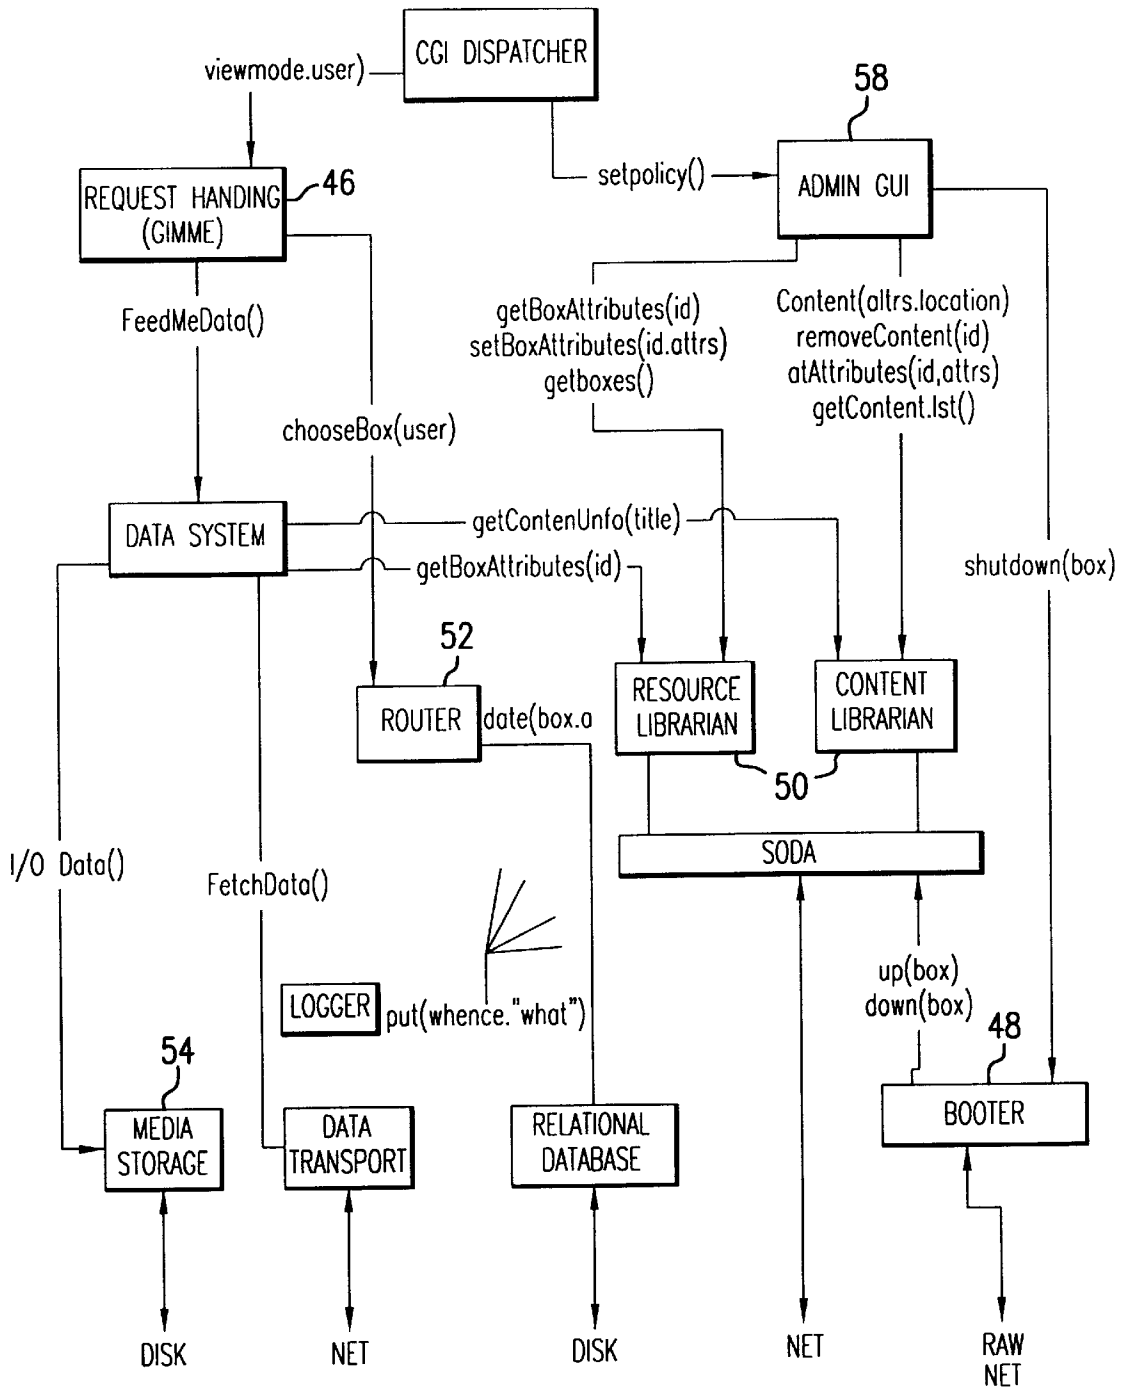 CGI DISPATCHER
viewmode.user)
58
setpolicy()
ADMIN GUI
REQUEST HANDING
(GIMME)
46
FeedMeData()
getBoxAttributes(id)
setBoxAttributes(id.attrs)
getboxes()
Content(altrs.location)
removeContent(id)
atAttributes(id,attrs)
getContent.lst()
chooseBox(user)
DATA SYSTEM
getContenUnfo(title)
getBoxAttributes(id)
shutdown(box)
52
ROUTER
date(box.a
RESOURCE
LIBRARIAN
CONTENT
LIBRARIAN
50
SODA
I/O Data()
FetchData()
up(box)
down(box)
LOGGER
put(whence."what")
48
BOOTER
54
MEDIA
STORAGE
DATA
TRANSPORT
RELATIONAL
DATABASE
DISK
NET
DISK
NET
RAW
NET